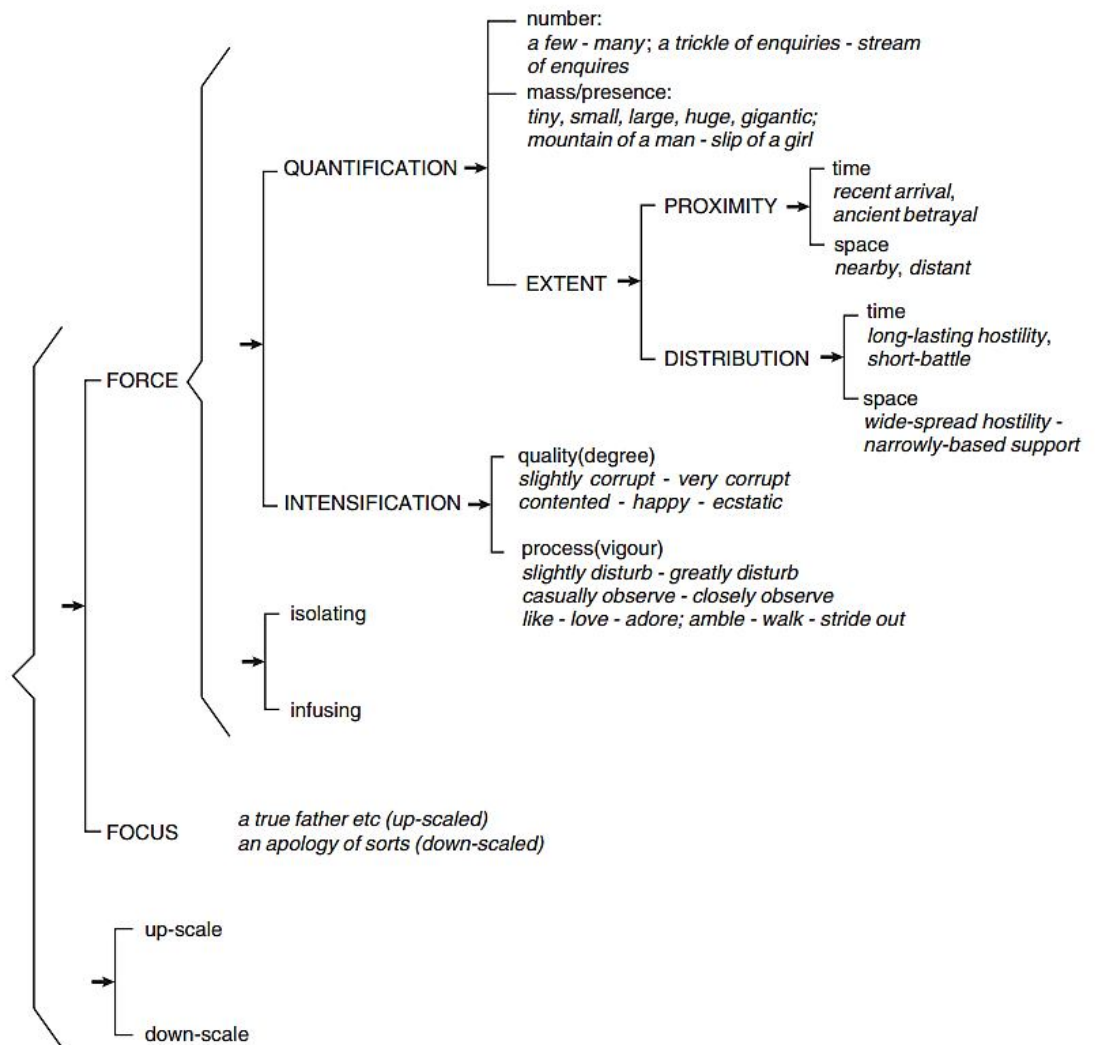 number:
a few - many; a trickle of enquiries - stream
of enquires
mass/presence:
tiny, small, large, huge, gigantic;
mountain of a man - slip of a girl
QUANTIFICATION
time
recent arrival,
ancient betrayal
PROXIMITY
space
nearby, distant
EXTENT
time
long-lasting hostility,
short-battle
DISTRIBUTION
space
wide-spread hostility -
narrowly-based support
FORCE
quality(degree)
slightly corrupt - very corrupt
contented - happy - ecstatic
INTENSIFICATION
process(vigour)
slightly disturb - greatly disturb
casually observe - closely observe
like - love - adore; amble - walk - stride out
isolating
infusing
FOCUS
a true father etc (up-scaled)
an apology of sorts (down-scaled)
up-scale
down-scale